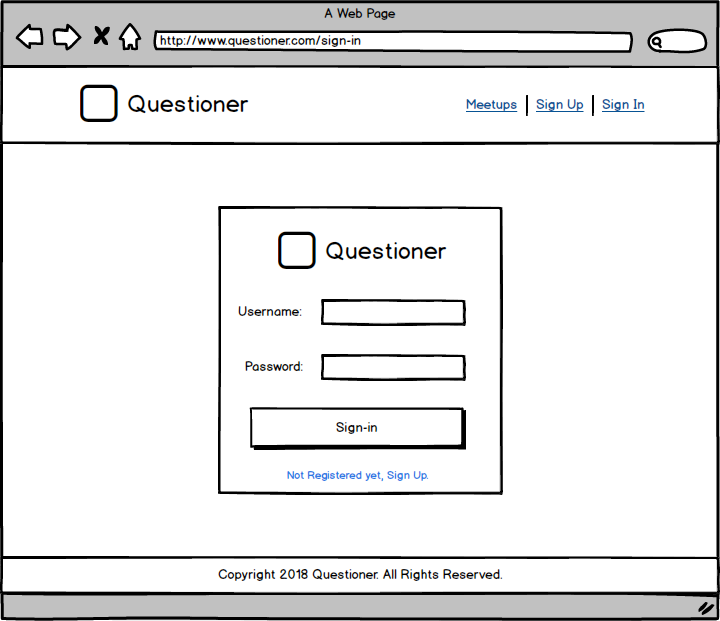 A Web Page
http://www.questioner.com/sign-in
Questioner
Meetups | Sign Up | Sign In
Questioner
Username:
Password:
Sign-in
Not Registered yet, Sign Up.
Copyright 2018 Questioner. All Rights Reserved.